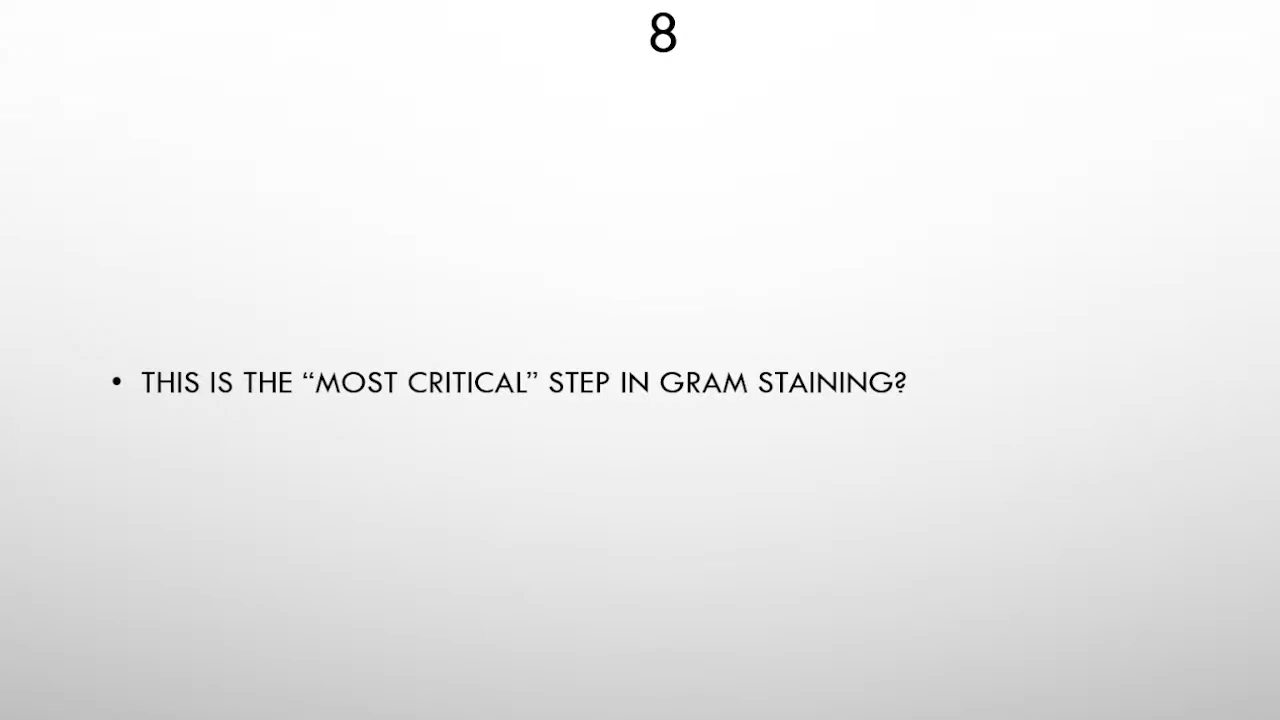 8
• THIS IS THE “MOST CRITICAL” STEP IN GRAM STAINING?